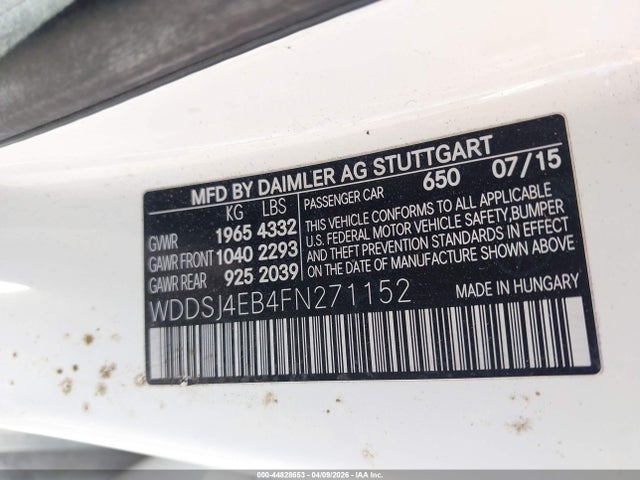 MFD BY DAIMLER AG STUTTGART
KG LBS
GVWR 1965 4332
GAWR FRONT 1040 2293
GAWR REAR 925 2039
PASSENGER CAR 650 07/15
THIS VEHICLE CONFORMS TO ALL APPLICABLE
U.S. FEDERAL MOTOR VEHICLE SAFETY,BUMPER
AND THEFT PREVENTION STANDARDS IN EFFECT
ON THE DATE OF MANUFACTURE SHOWN ABOVE
WDDSJ4EB4FN271152 MADE IN HUNGARY
000-44828653 | 04/09/2026 | IAAI.COM